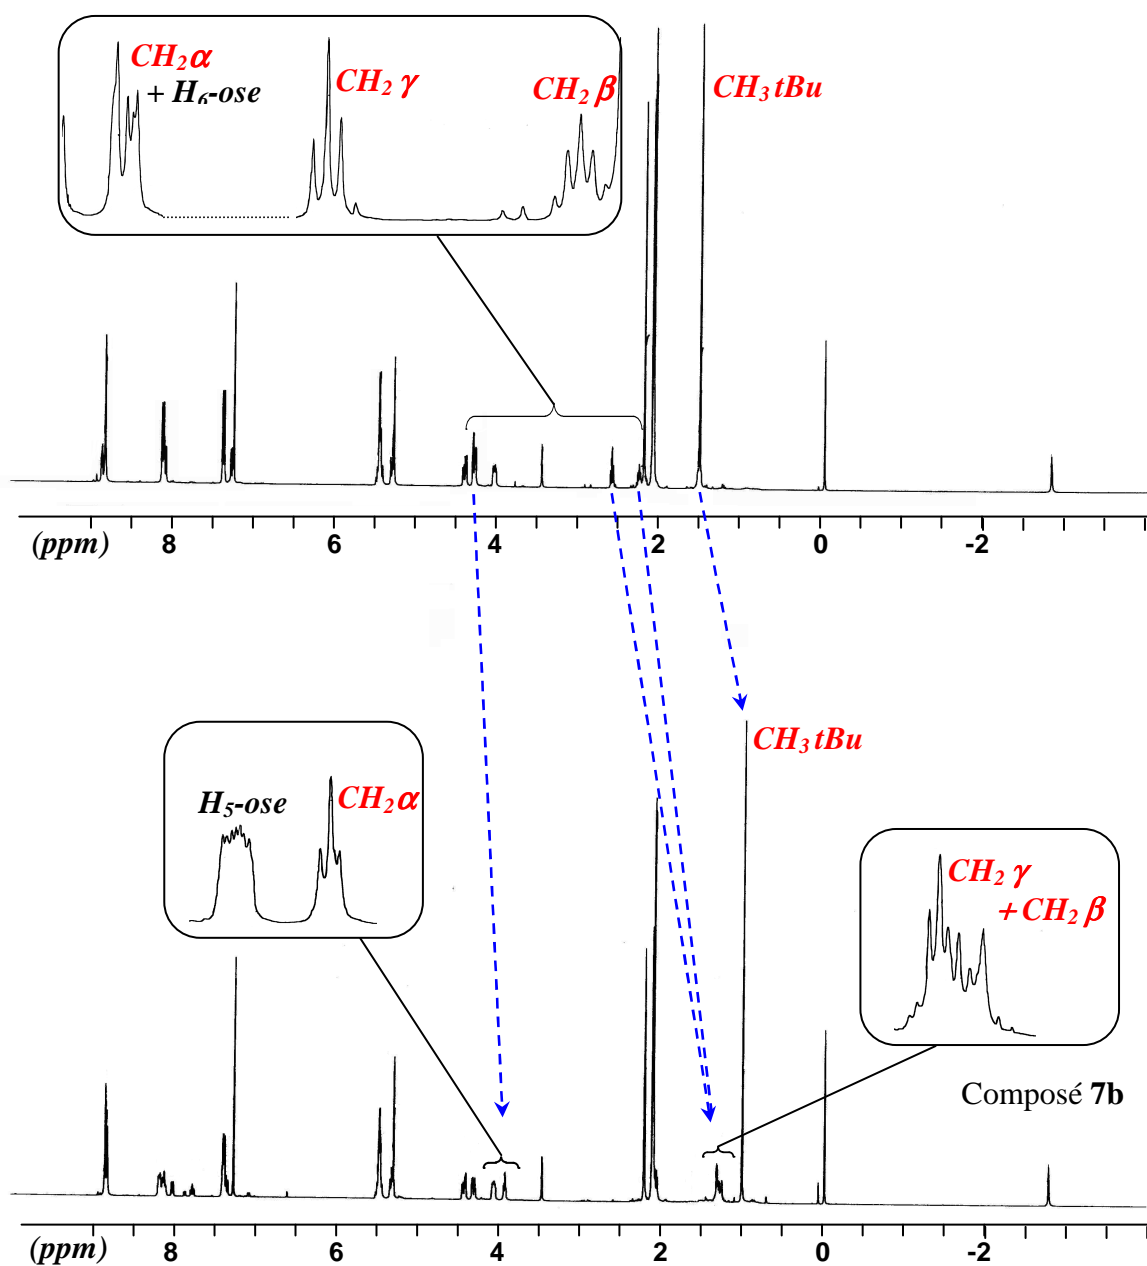 CH2α
+ H6-ose
CH2 γ
CH2 β
CH3 tBu
(ppm) 8 6 4 2 0 -2
CH3 tBu
H5-ose
CH2α
CH2 γ
+ CH2 β
Composé 7b
(ppm) 8 6 4 2 0 -2